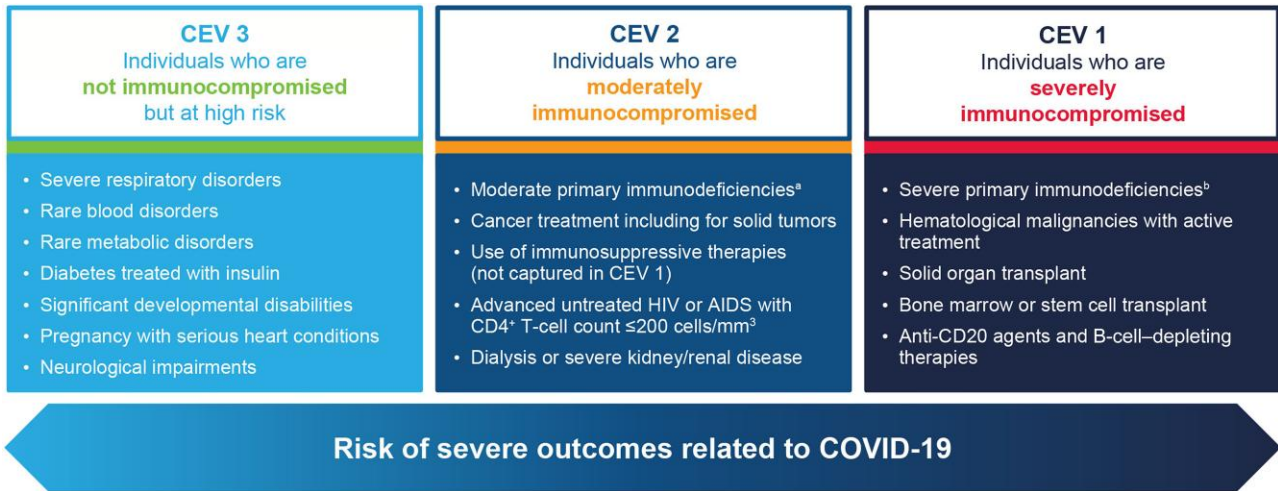 CEV 3
Individuals who are
not immunocompromised
but at high risk
• Severe respiratory disorders
• Rare blood disorders
• Rare metabolic disorders
• Diabetes treated with insulin
• Significant developmental disabilities
• Pregnancy with serious heart conditions
• Neurological impairments
CEV 2
Individuals who are
moderately
immunocompromised
• Moderate primary immunodeficienciesᵃ
• Cancer treatment including for solid tumors
• Use of immunosuppressive therapies
(not captured in CEV 1)
• Advanced untreated HIV or AIDS with
CD4⁺ T-cell count ≤200 cells/mm³
• Dialysis or severe kidney/renal disease
CEV 1
Individuals who are
severely
immunocompromised
• Severe primary immunodeficienciesᵇ
• Hematological malignancies with active
treatment
• Solid organ transplant
• Bone marrow or stem cell transplant
• Anti-CD20 agents and B-cell–depleting
therapies
Risk of severe outcomes related to COVID-19